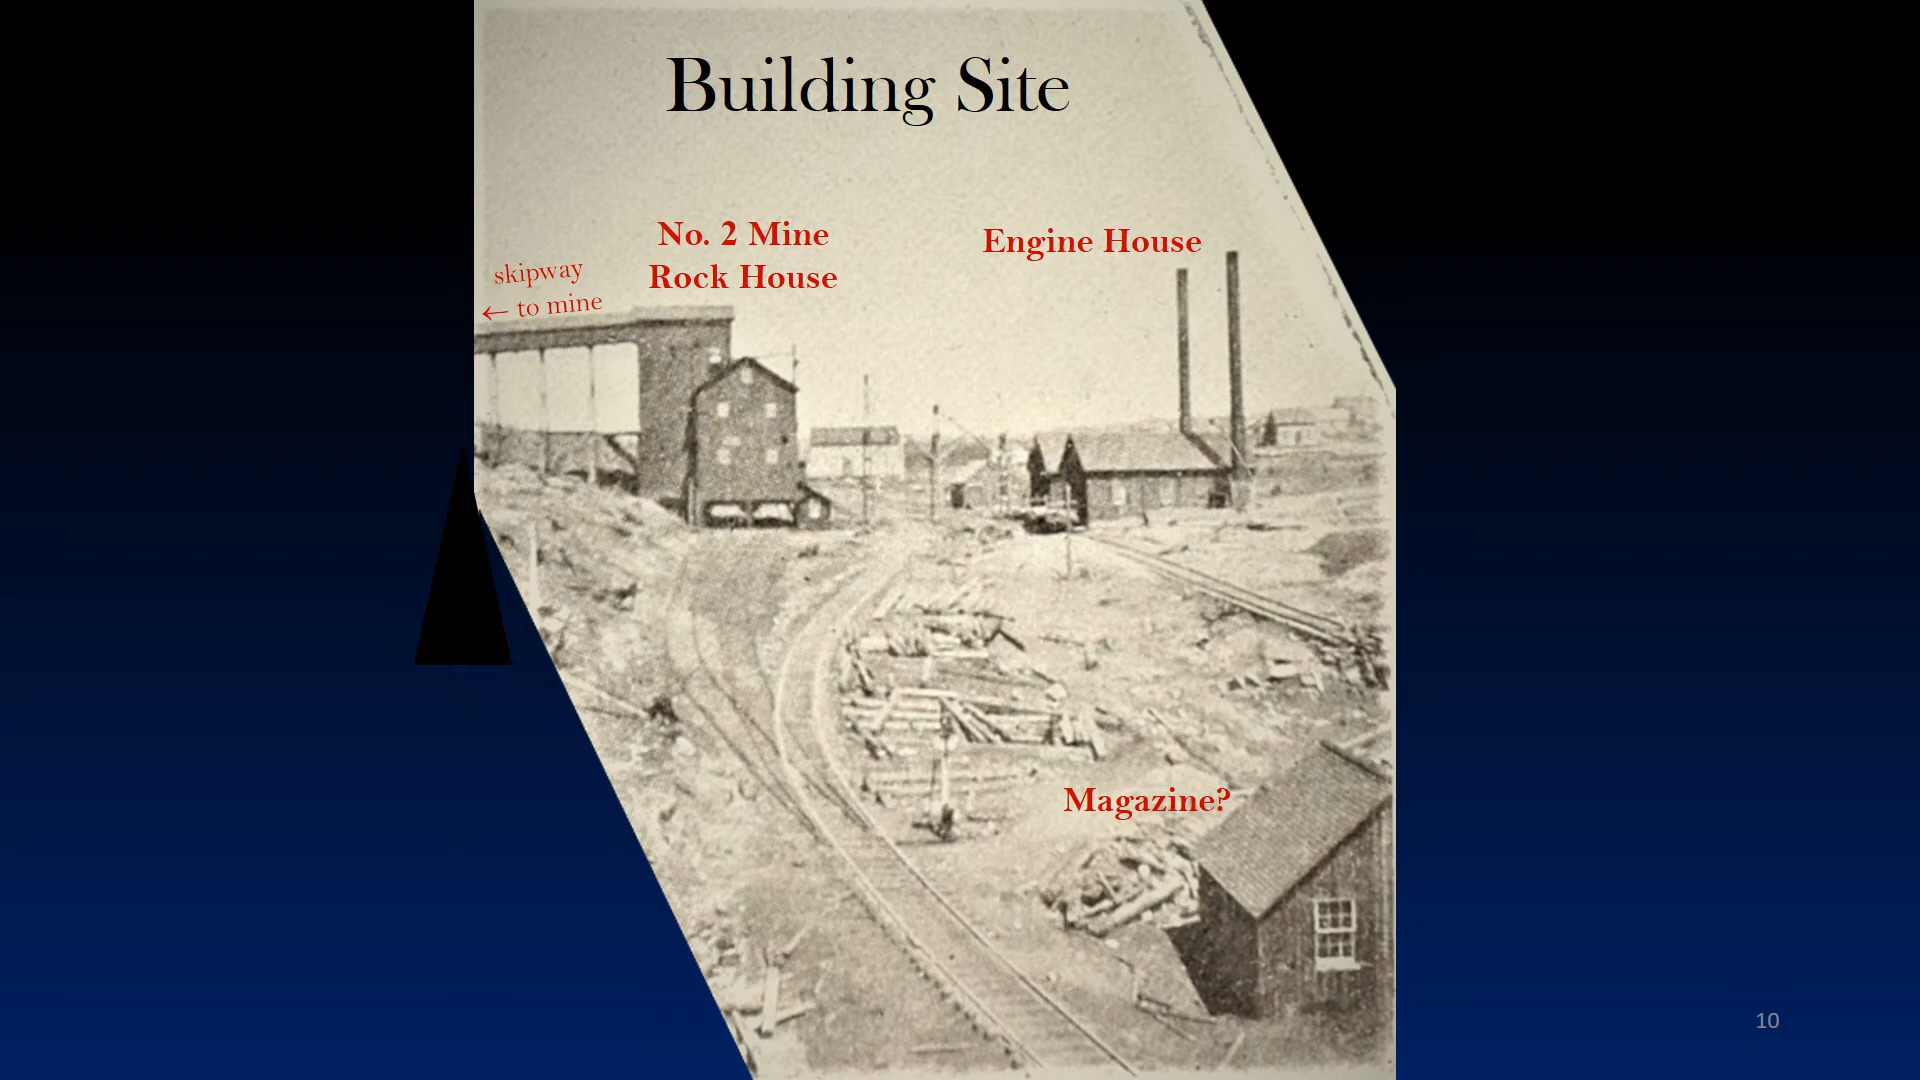 Building Site
No. 2 Mine
Rock House
Engine House
skipway
← to mine
Magazine?
10